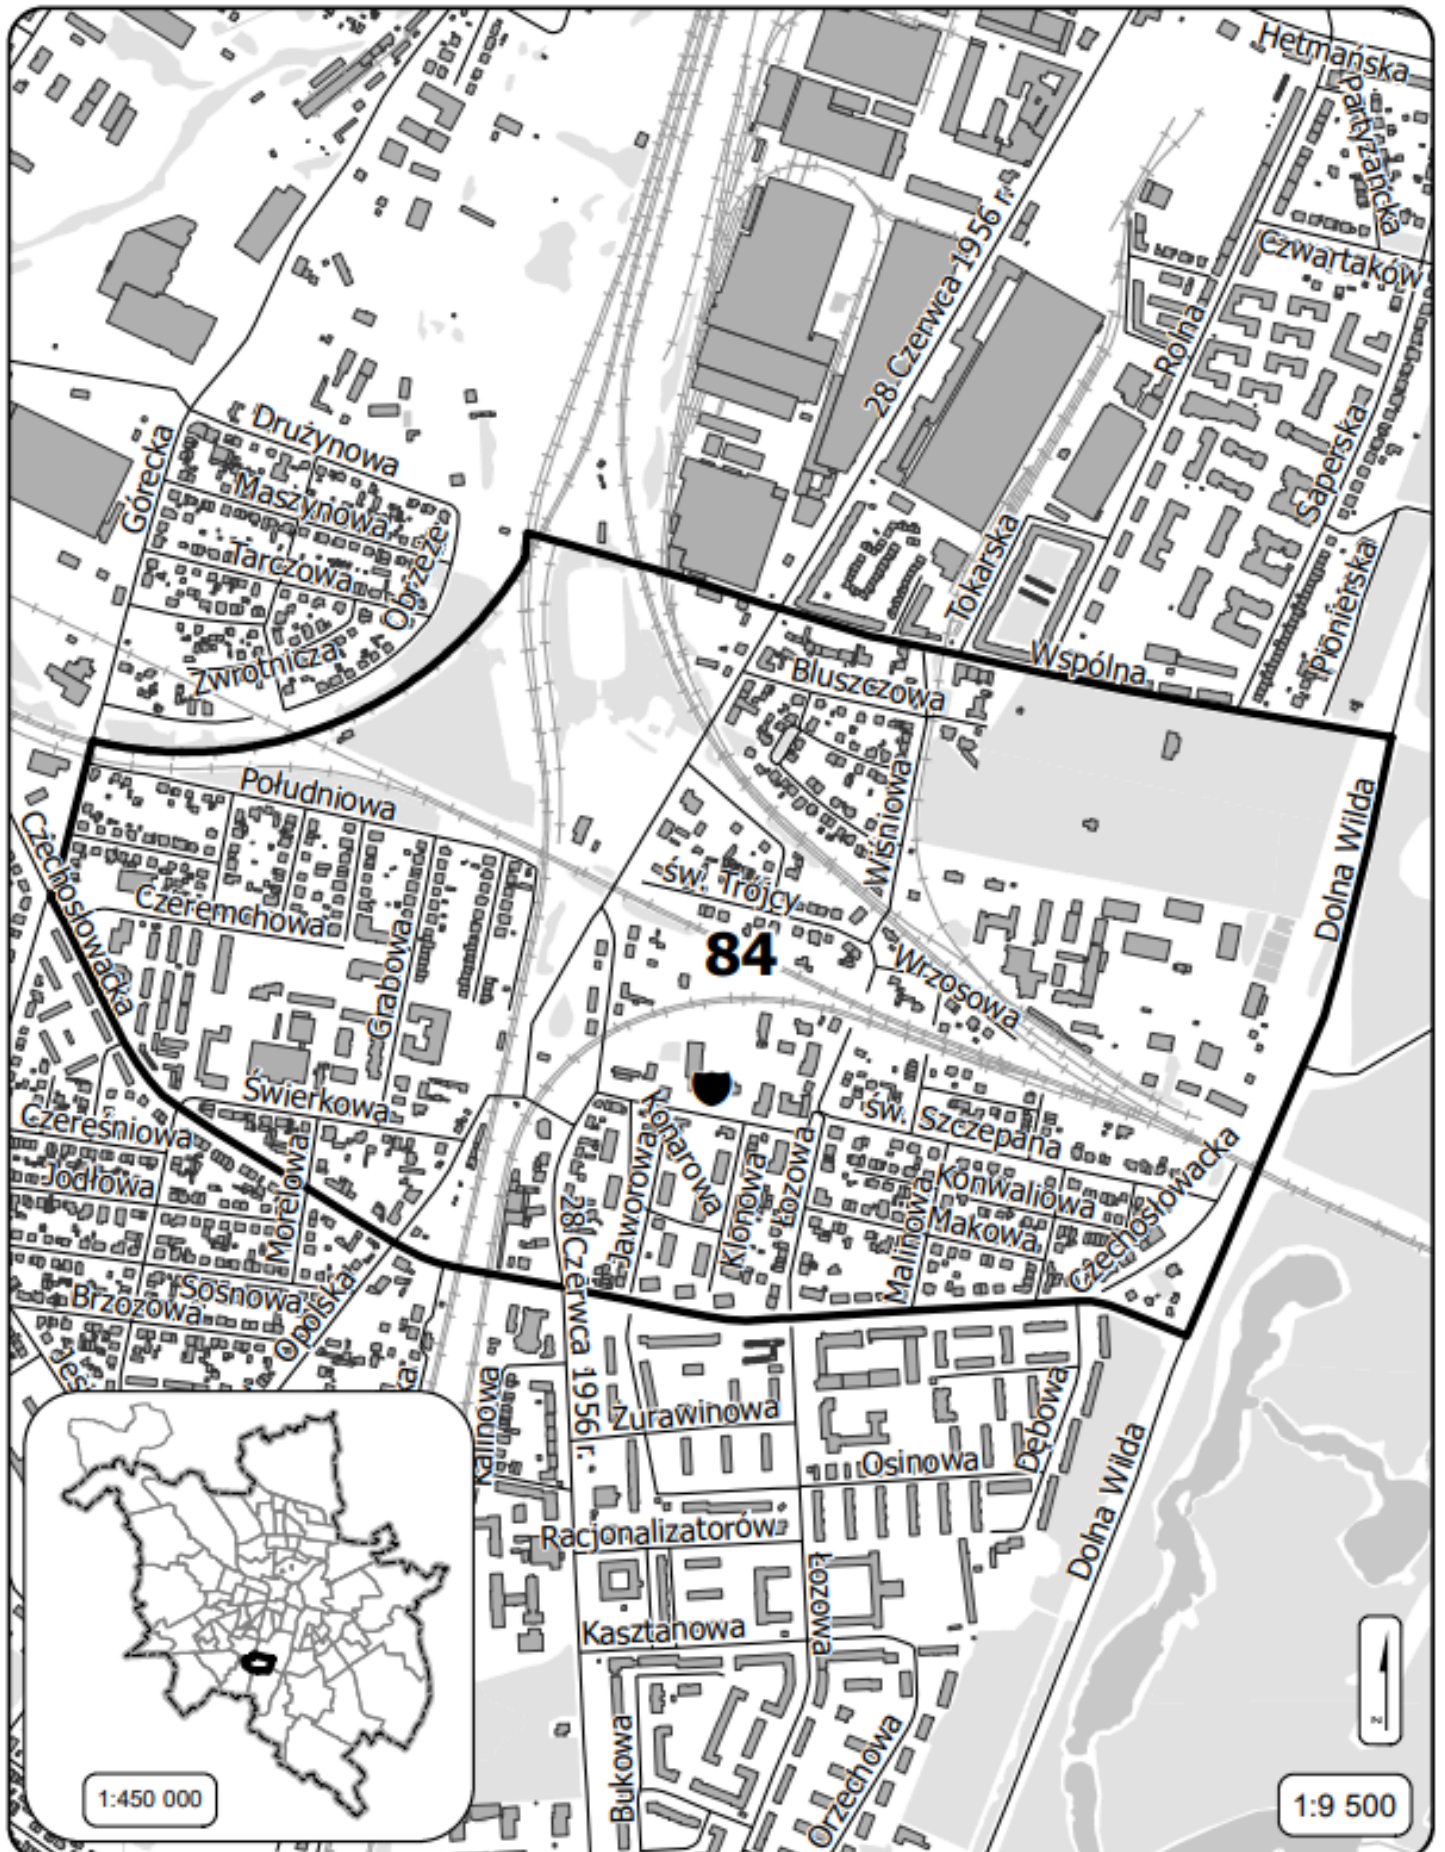 Hetmańska
Partyzancka
28 Czerwca 1956 r.
Czwartaków
Rolna
Drużynowa
Górecka
Maszynowa
Saperska
Tarczowa
Obrzeże
Tokarska
Pionierska
Zwrotnicza
Wspólna
Bluszczowa
Południowa
Wiśniowa
Dolna Wilda
Czechosłowacka
św. Trójcy
Czeremchowa
84
Grabowa
Wrzosowa
Świerkowa
Konarowa
św. Szczepana
Czereśniowa
Jaworowa
Klonowa
Łozowa
Konwaliowa
Czechosłowacka
Jodłowa
Morelowa
Malinowa
Makowa
28 Czerwca 1956 r.
Sosnowa
Brzozowa
Opolska
Jesi
ka
Kalinowa
Żurawinowa
Dębowa
Osinowa
Dolna Wilda
Racjonalizatorów
Łozowa
Kasztanowa
Bukowa
Orzechowa
z
1:450 000
1:9 500